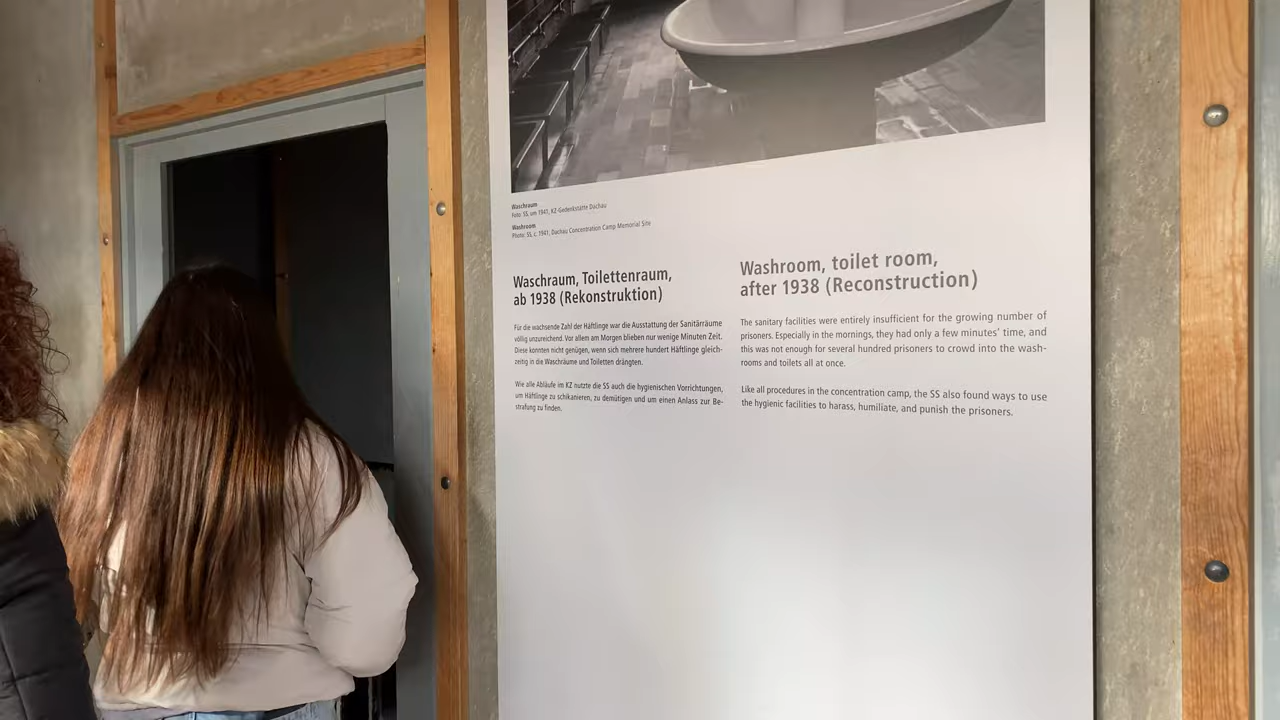 Waschraum
Foto: SS, um 1941, KZ-Gedenkstätte Dachau
Washroom
Photo: SS, c. 1941, Dachau Concentration Camp Memorial Site
Waschraum, Toilettenraum,
ab 1938 (Rekonstruktion)
Für die wachsende Zahl der Häftlinge war die Ausstattung der Sanitärräume
völlig unzureichend. Vor allem am Morgen blieben nur wenige Minuten Zeit.
Diese konnten nicht genügen, wenn sich mehrere hundert Häftlinge gleich-
zeitig in die Waschräume und Toiletten drängten.
Wie alle Abläufe im KZ nutzte die SS auch die hygienischen Vorrichtungen,
um Häftlinge zu schikanieren, zu demütigen und um einen Anlass zur Be-
strafung zu finden.
Washroom, toilet room,
after 1938 (Reconstruction)
The sanitary facilities were entirely insufficient for the growing number of
prisoners. Especially in the mornings, they had only a few minutes' time, and
this was not enough for several hundred prisoners to crowd into the wash-
rooms and toilets all at once.
Like all procedures in the concentration camp, the SS also found ways to use
the hygienic facilities to harass, humiliate, and punish the prisoners.